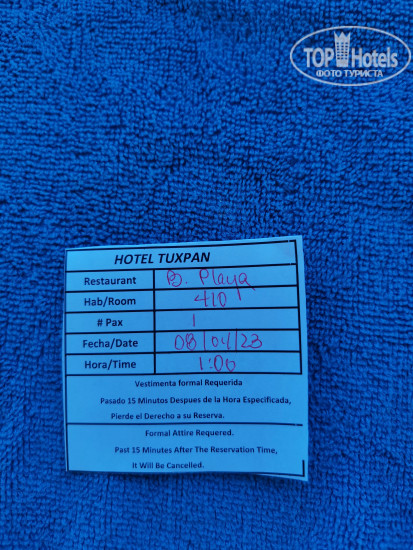 TOP Hotels
ФОТО ТУРИСТА
HOTEL TUXPAN
Restaurant B. Playa
Hab/Room 410
# Pax 1
Fecha/Date 08/04/23
Hora/Time 1:00
Vestimenta formal Requerida
Pasado 15 Minutos Despues de la Hora Especificada,
Pierde el Derecho a su Reserva.
Formal Attire Requered.
Past 15 Minutes After The Reservation Time,
It Will Be Cancelled.